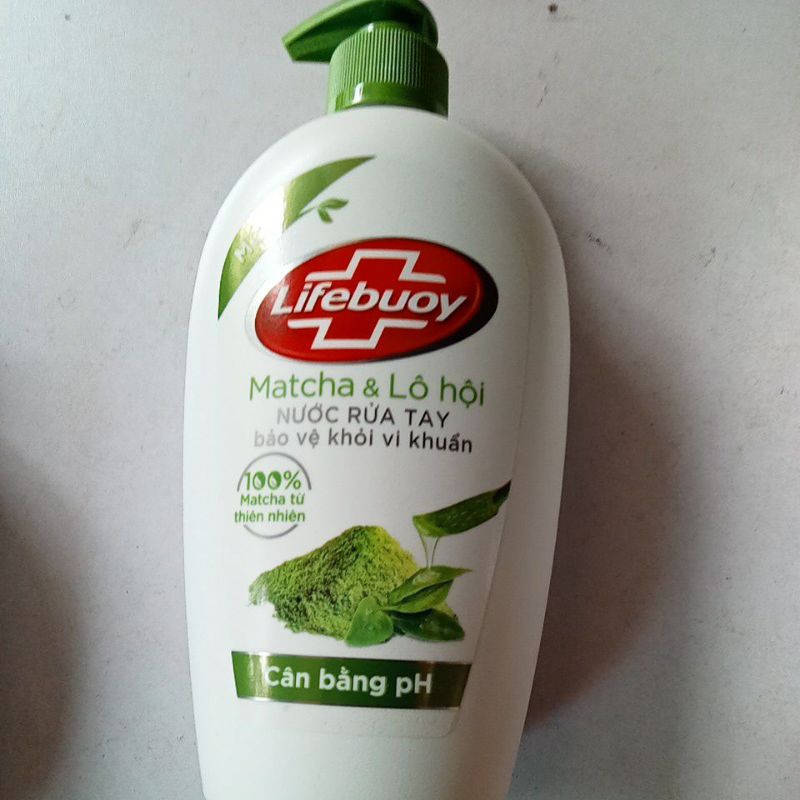 Lifebuoy
Matcha & Lô hội
NƯỚC RỬA TAY
bảo vệ khỏi vi khuẩn
100%
Matcha từ
thiên nhiên
Cân bằng pH